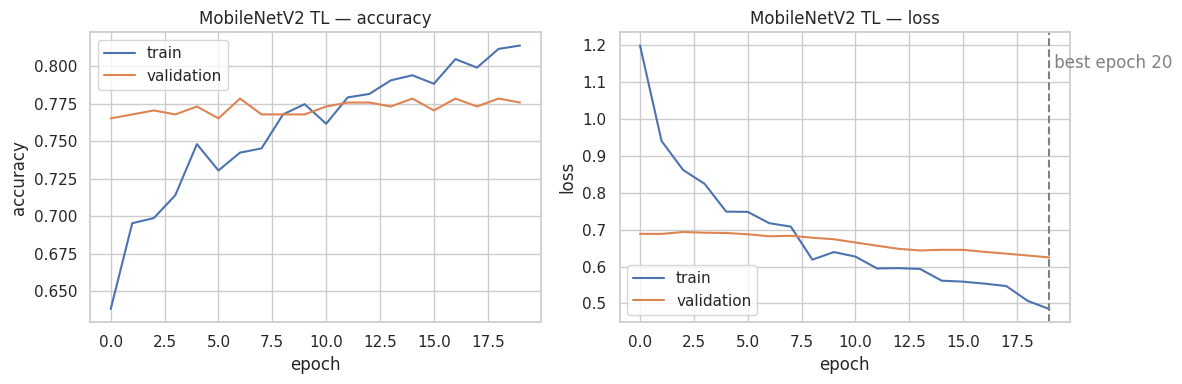 MobileNetV2 TL — accuracy
train
validation
0.800
0.775
0.750
0.725
0.700
0.675
0.650
accuracy
0.0 2.5 5.0 7.5 10.0 12.5 15.0 17.5
epoch
MobileNetV2 TL — loss
best epoch 20
1.2
1.1
1.0
0.9
0.8
0.7
0.6
0.5
loss
train
validation
0.0 2.5 5.0 7.5 10.0 12.5 15.0 17.5
epoch